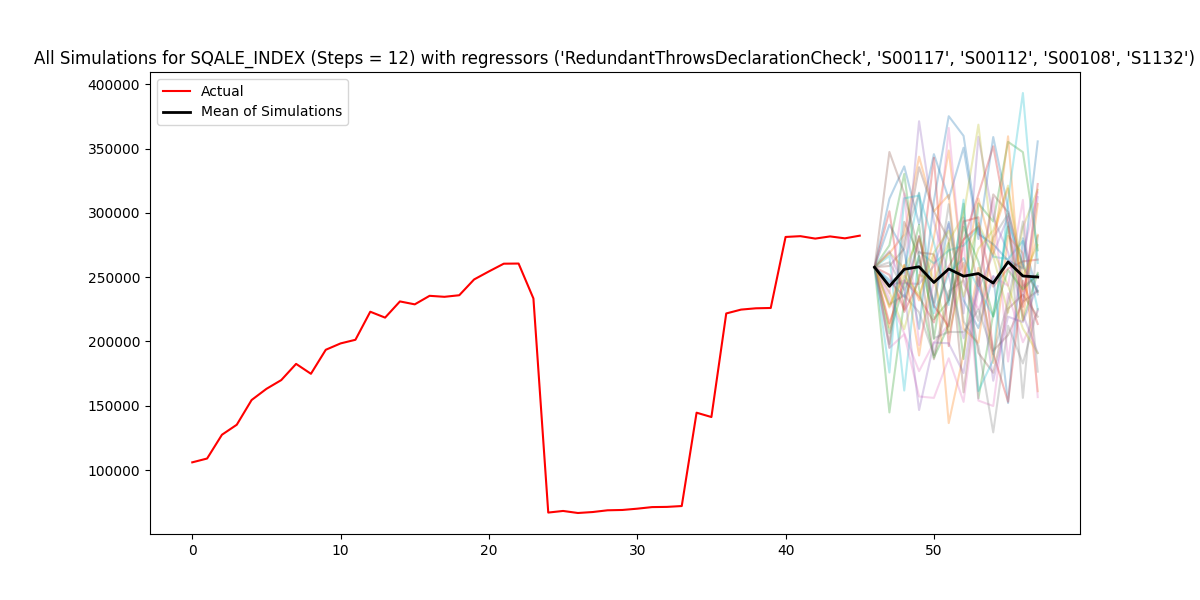 All Simulations for SQALE_INDEX (Steps = 12) with regressors ('RedundantThrowsDeclarationCheck', 'S00117', 'S00112', 'S00108', 'S1132')
Actual
Mean of Simulations
400000
350000
300000
250000
200000
150000
100000
0 10 20 30 40 50